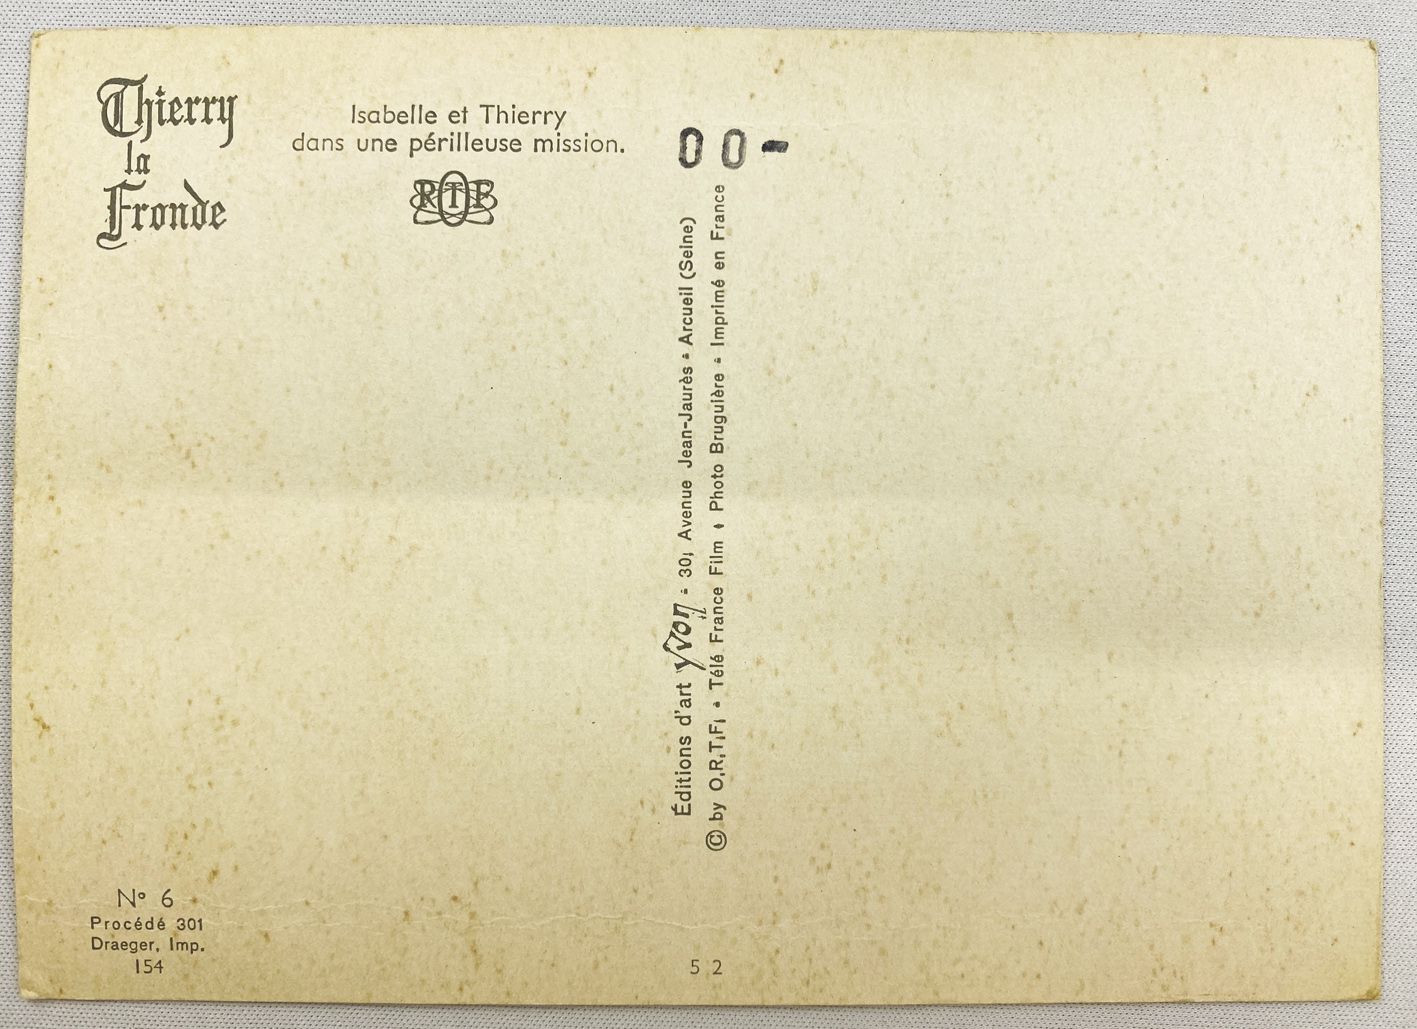 Thierry
la
Fronde
Isabelle et Thierry
dans une périlleuse mission.
RTF
00-
Éditions d'art yvon - 30, Avenue Jean-Jaurès - Arcueil (Seine)
© by O.R.T.F. - Télé France Film - Photo Bruguière - Imprimé en France
N° 6
Procédé 301
Draeger, Imp.
154
52